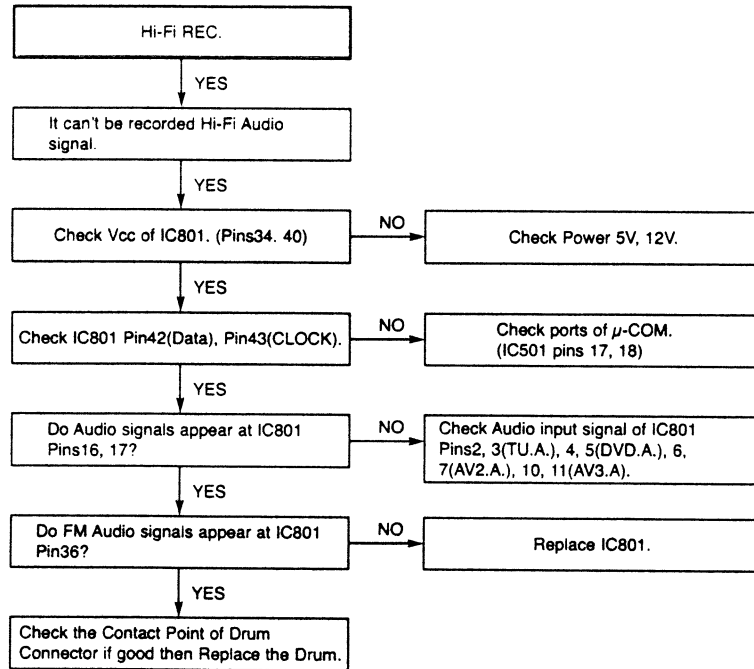 Hi-Fi REC.
YES
It can't be recorded Hi-Fi Audio
signal.
YES
Check Vcc of IC801. (Pins34. 40)
NO
Check Power 5V, 12V.
YES
Check IC801 Pin42(Data), Pin43(CLOCK).
NO
Check ports of µ-COM.
(IC501 pins 17, 18)
YES
Do Audio signals appear at IC801
Pins16, 17?
NO
Check Audio input signal of IC801
Pins2, 3(TU.A.), 4, 5(DVD.A.), 6,
7(AV2.A.), 10, 11(AV3.A).
YES
Do FM Audio signals appear at IC801
Pin36?
NO
Replace IC801.
YES
Check the Contact Point of Drum
Connector if good then Replace the Drum.